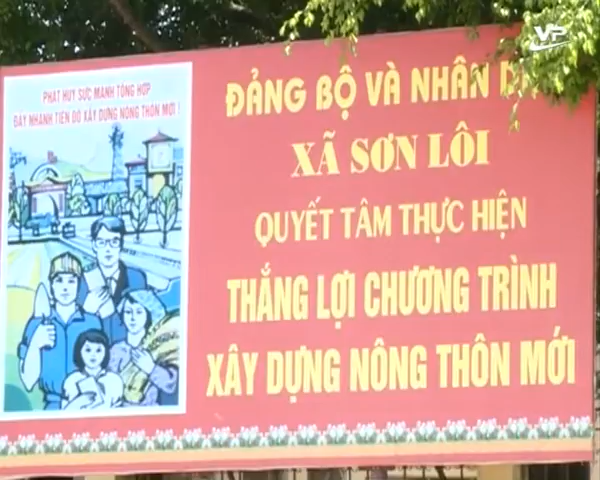 VP
PHÁT HUY SỨC MẠNH TỔNG HỢP
ĐẨY NHANH TIẾN ĐỘ XÂY DỰNG NÔNG THÔN MỚI !
ĐẢNG BỘ VÀ NHÂN
XÃ SƠN LÔI
QUYẾT TÂM THỰC HIỆN
THẮNG LỢI CHƯƠNG TRÌNH
XÂY DỰNG NÔNG THÔN MỚI